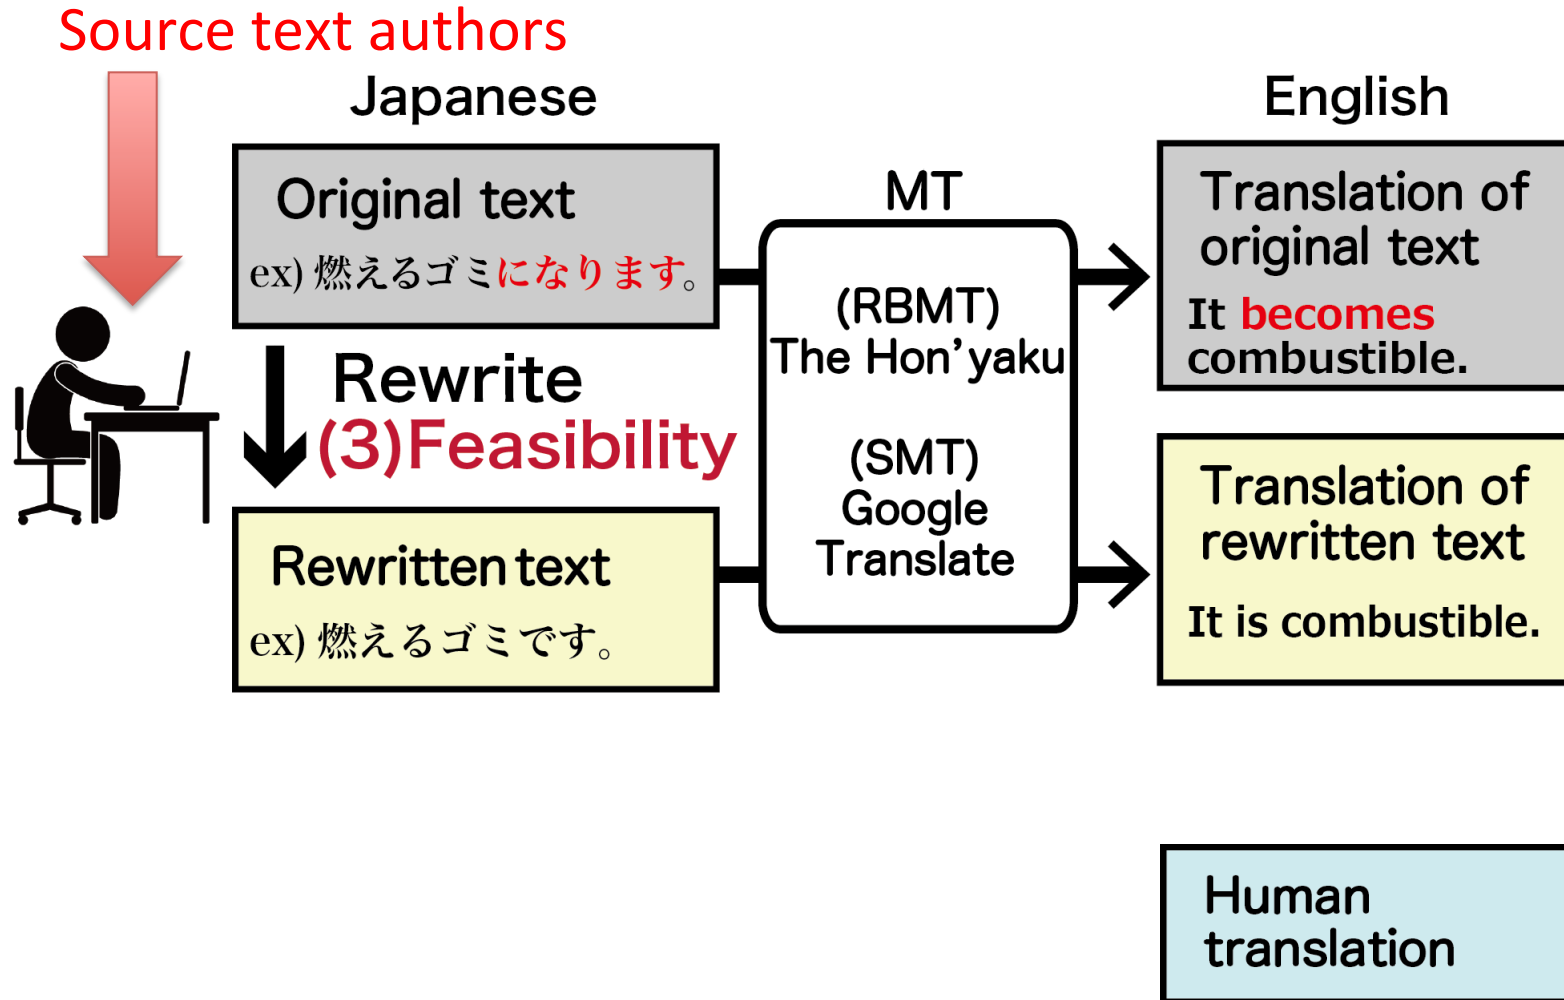 Source text authors
Japanese
English
Original text
ex) 燃えるゴミになります。
Rewrite
(3)Feasibility
Rewritten text
ex) 燃えるゴミです。
MT
(RBMT)
The Hon’yaku
(SMT)
Google
Translate
Translation of
original text
It becomes
combustible.
Translation of
rewritten text
It is combustible.
Human
translation